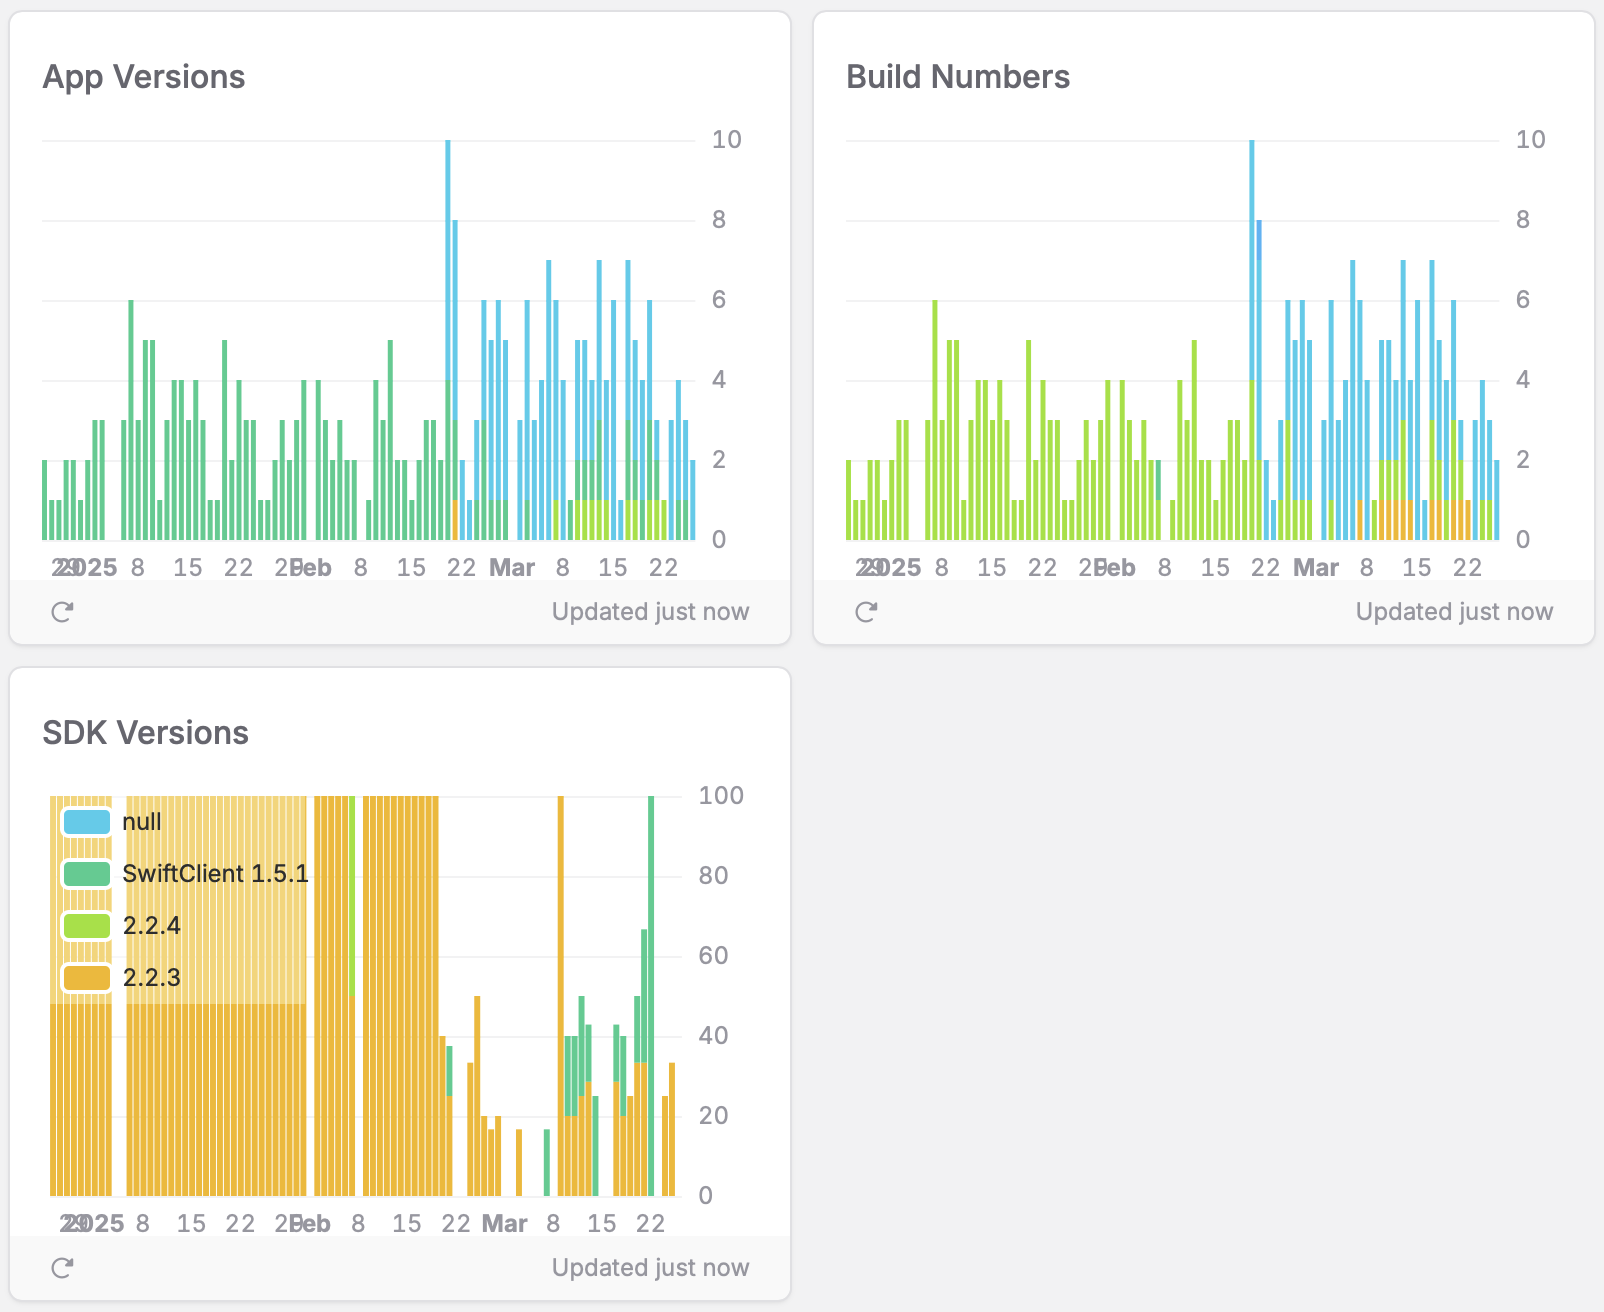 App Versions
10
8
6
4
2
0
2025 8 15 22 Feb 8 15 22 Mar 8 15 22
Updated just now
Build Numbers
10
8
6
4
2
0
2025 8 15 22 Feb 8 15 22 Mar 8 15 22
Updated just now
SDK Versions
null
SwiftClient 1.5.1
2.2.4
2.2.3
100
80
60
40
20
0
2025 8 15 22 Feb 8 15 22 Mar 8 15 22
Updated just now